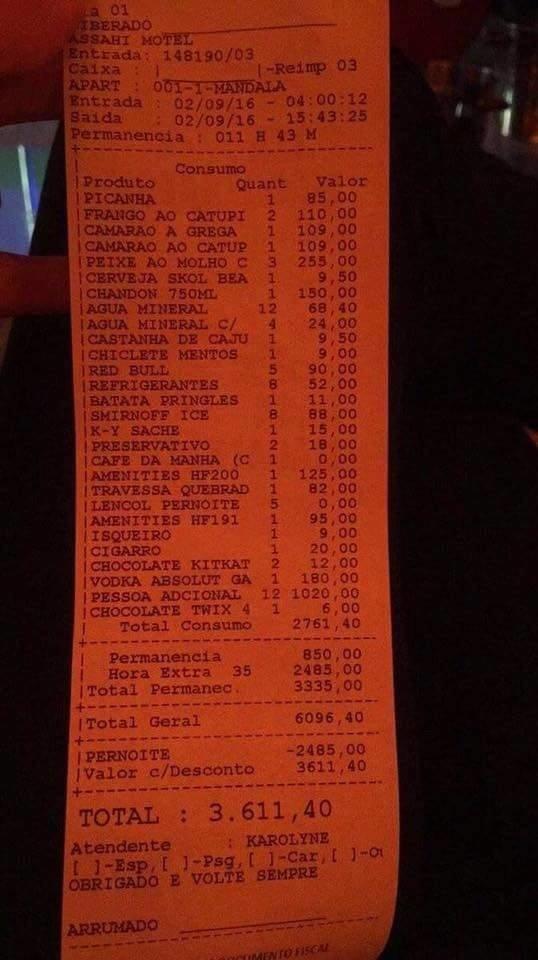 01
LIBERADO
ASSAHI MOTEL
Entrada: 148190/03
Caixa : | |-Reimp 03
APART : 001-1-MANDALA
Entrada : 02/09/16 - 04:00:12
Saida : 02/09/16 - 15:43:25
Permanencia : 011 H 43 M
Consumo
Produto Quant Valor
PICANHA 1 85,00
FRANGO AO CATUPI 2 110,00
CAMARAO A GREGA 1 109,00
CAMARAO AO CATUP 1 109,00
PEIXE AO MOLHO C 3 255,00
CERVEJA SKOL BEA 1 9,50
CHANDON 750ML 1 150,00
AGUA MINERAL 12 68,40
AGUA MINERAL C/ 4 24,00
CASTANHA DE CAJU 1 9,50
CHICLETE MENTOS 1 9,00
RED BULL 5 90,00
REFRIGERANTES 8 52,00
BATATA PRINGLES 1 11,00
SMIRNOFF ICE 8 88,00
K-Y SACHE 1 15,00
PRESERVATIVO 2 18,00
CAFE DA MANHA (C 1 0,00
AMENITIES HF200 1 125,00
TRAVESSA QUEBRAD 1 82,00
LENCOL PERNOITE 5 0,00
AMENITIES HF191 1 95,00
ISQUEIRO 1 9,00
CIGARRO 1 20,00
CHOCOLATE KITKAT 2 12,00
VODKA ABSOLUT GA 1 180,00
PESSOA ADCIONAL 12 1020,00
CHOCOLATE TWIX 4 1 6,00
Total Consumo 2761,40
Permanencia 850,00
Hora Extra 35 2485,00
Total Permanec. 3335,00
Total Geral 6096,40
PERNOITE -2485,00
Valor c/Desconto 3611,40
TOTAL : 3.611,40
Atendente : KAROLYNE
[ ]-Esp,[ ]-Psg,[ ]-Car,[ ]-Ou
OBRIGADO E VOLTE SEMPRE
ARRUMADO
DOCUMENTO FISCAL